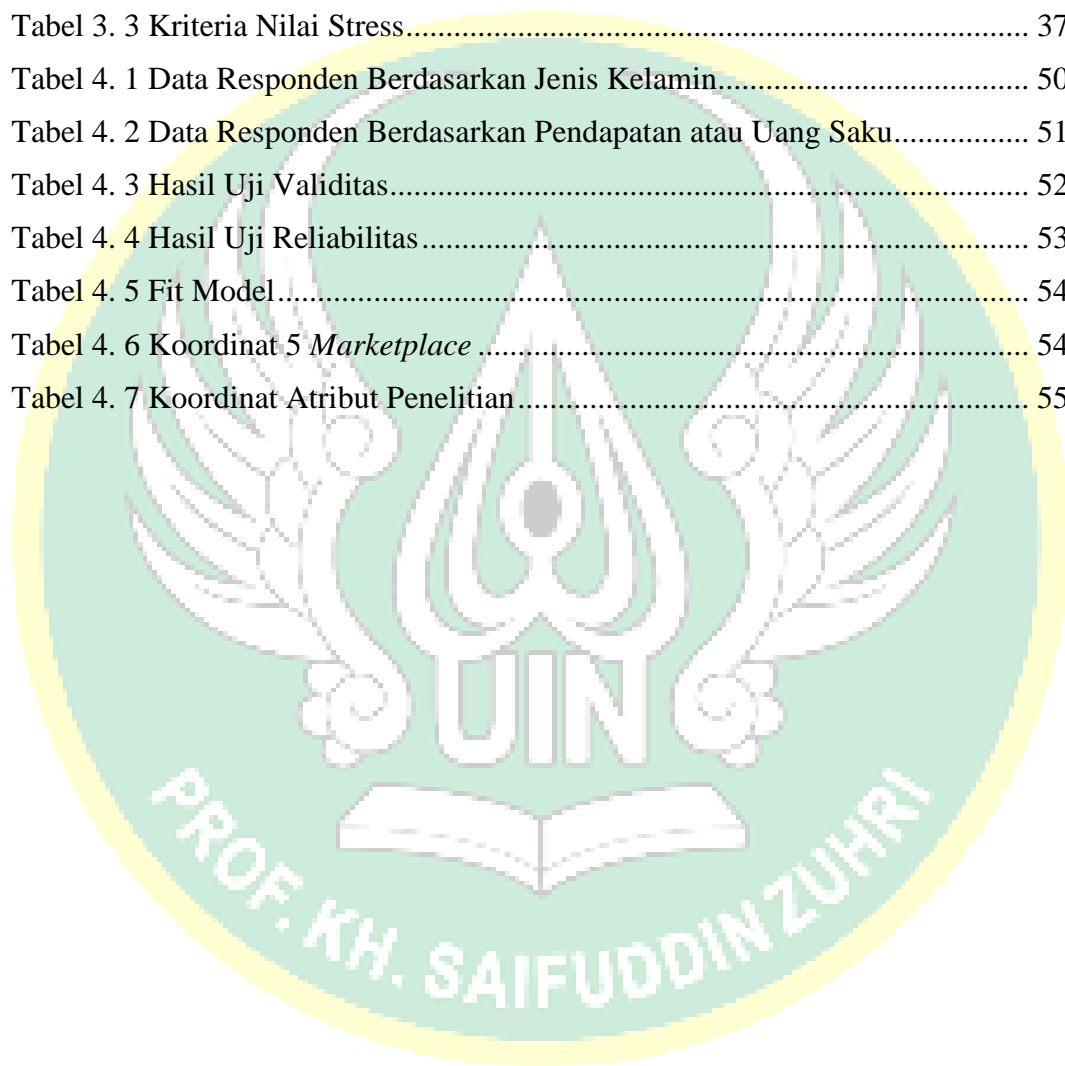 Tabel 3. 3 Kriteria Nilai Stress................................................................ 37
Tabel 4. 1 Data Responden Berdasarkan Jenis Kelamin................................ 50
Tabel 4. 2 Data Responden Berdasarkan Pendapatan atau Uang Saku.............. 51
Tabel 4. 3 Hasil Uji Validitas................................................................ 52
Tabel 4. 4 Hasil Uji Reliabilitas............................................................. 53
Tabel 4. 5 Fit Model........................................................................... 54
Tabel 4. 6 Koordinat 5 Marketplace ........................................................ 54
Tabel 4. 7 Koordinat Atribut Penelitian................................................... 55
UIN
PROF. KH. SAIFUDDIN ZUHRI